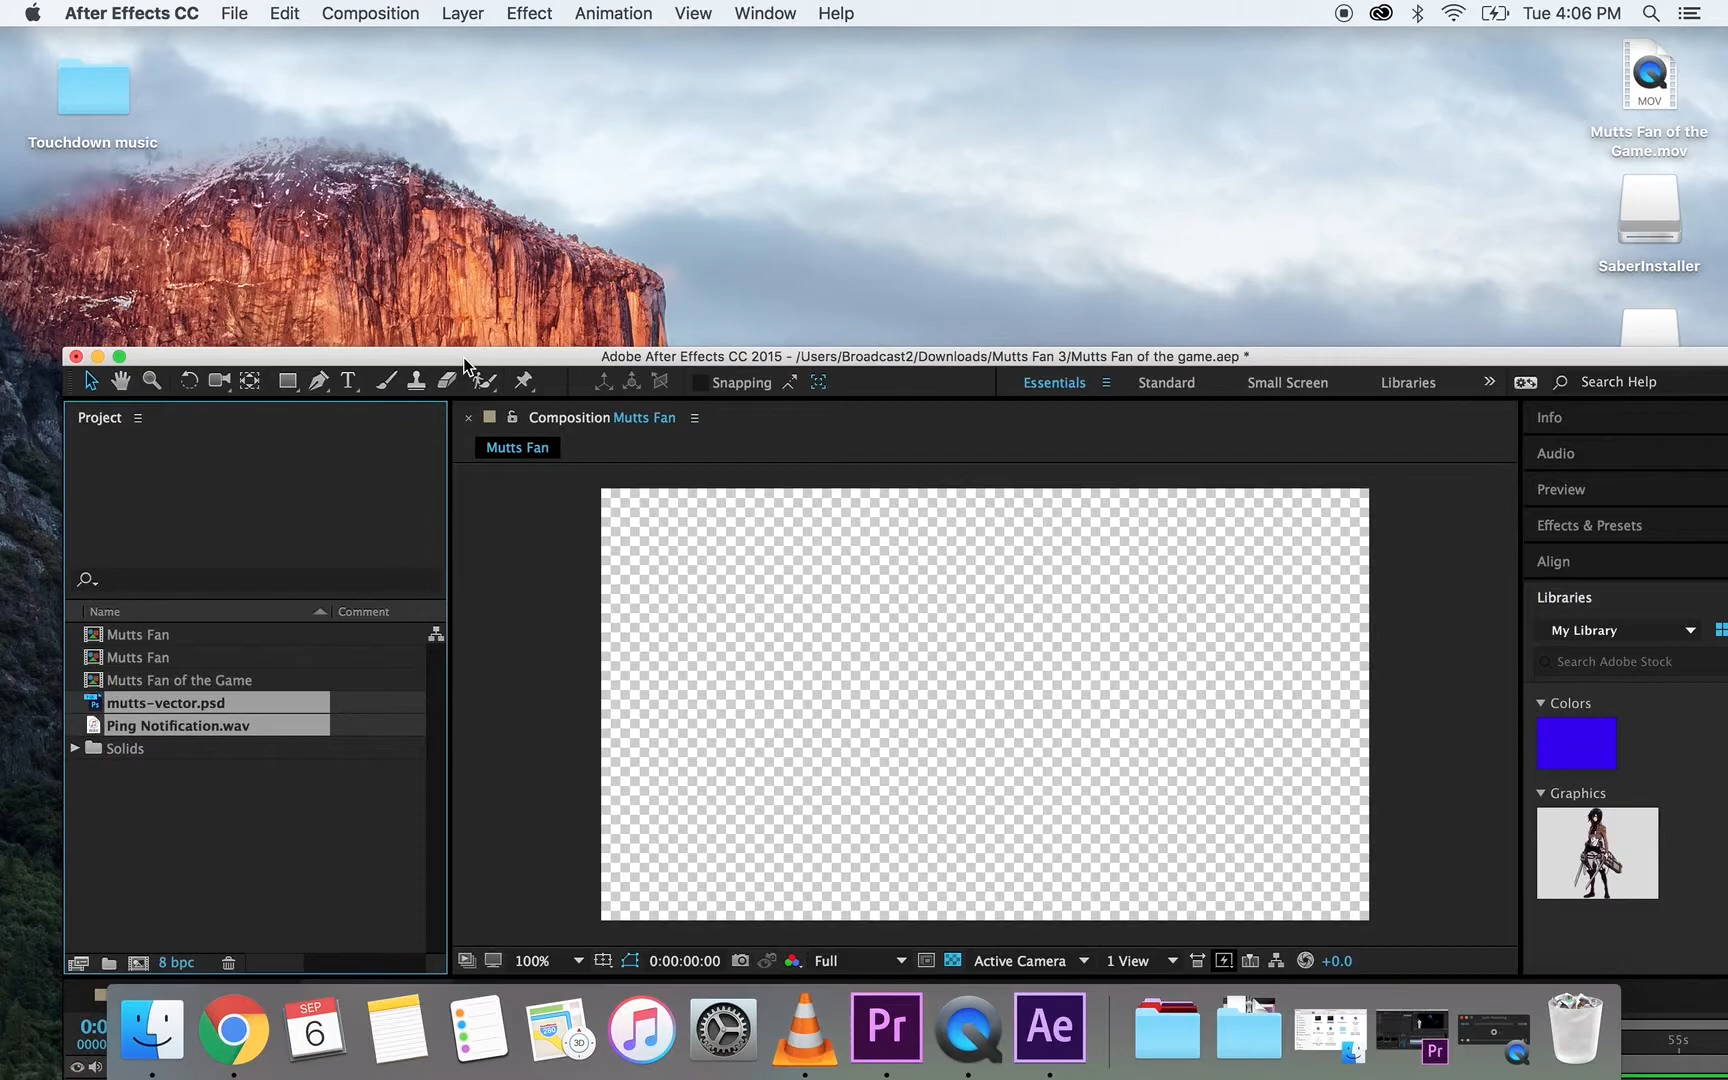 After Effects CC File Edit Composition Layer Effect Animation View Window Help Tue 4:06 PM
Touchdown music
MOV
Mutts Fan of the
Game.mov
SaberInstaller
Adobe After Effects CC 2015 - /Users/Broadcast2/Downloads/Mutts Fan 3/Mutts Fan of the game.aep *
T Snapping Essentials Standard Small Screen Libraries Search Help
Project
Composition Mutts Fan
Mutts Fan
Info
Audio
Preview
Effects & Presets
Align
Libraries
My Library
Search Adobe Stock
Colors
Graphics
Name Comment
Mutts Fan
Mutts Fan
Mutts Fan of the Game
mutts-vector.psd
Ping Notification.wav
Solids
8 bpc
100% 0:00:00:00 Full Active Camera 1 View +0.0
SEP
6
280
3D
Pr
Ae
Pr
0:0
0000
55s